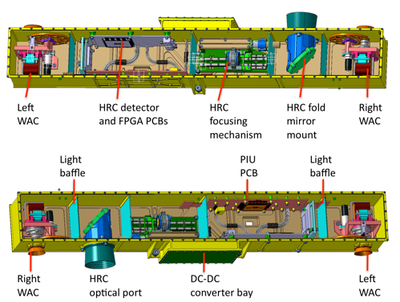 Left
WAC
HRC detector
and FPGA PCBs
HRC
focusing
mechanism
HRC fold
mirror
mount
Right
WAC
Light
baffle
PIU
PCB
Light
baffle
Right
WAC
HRC
optical port
DC-DC
converter bay
Left
WAC